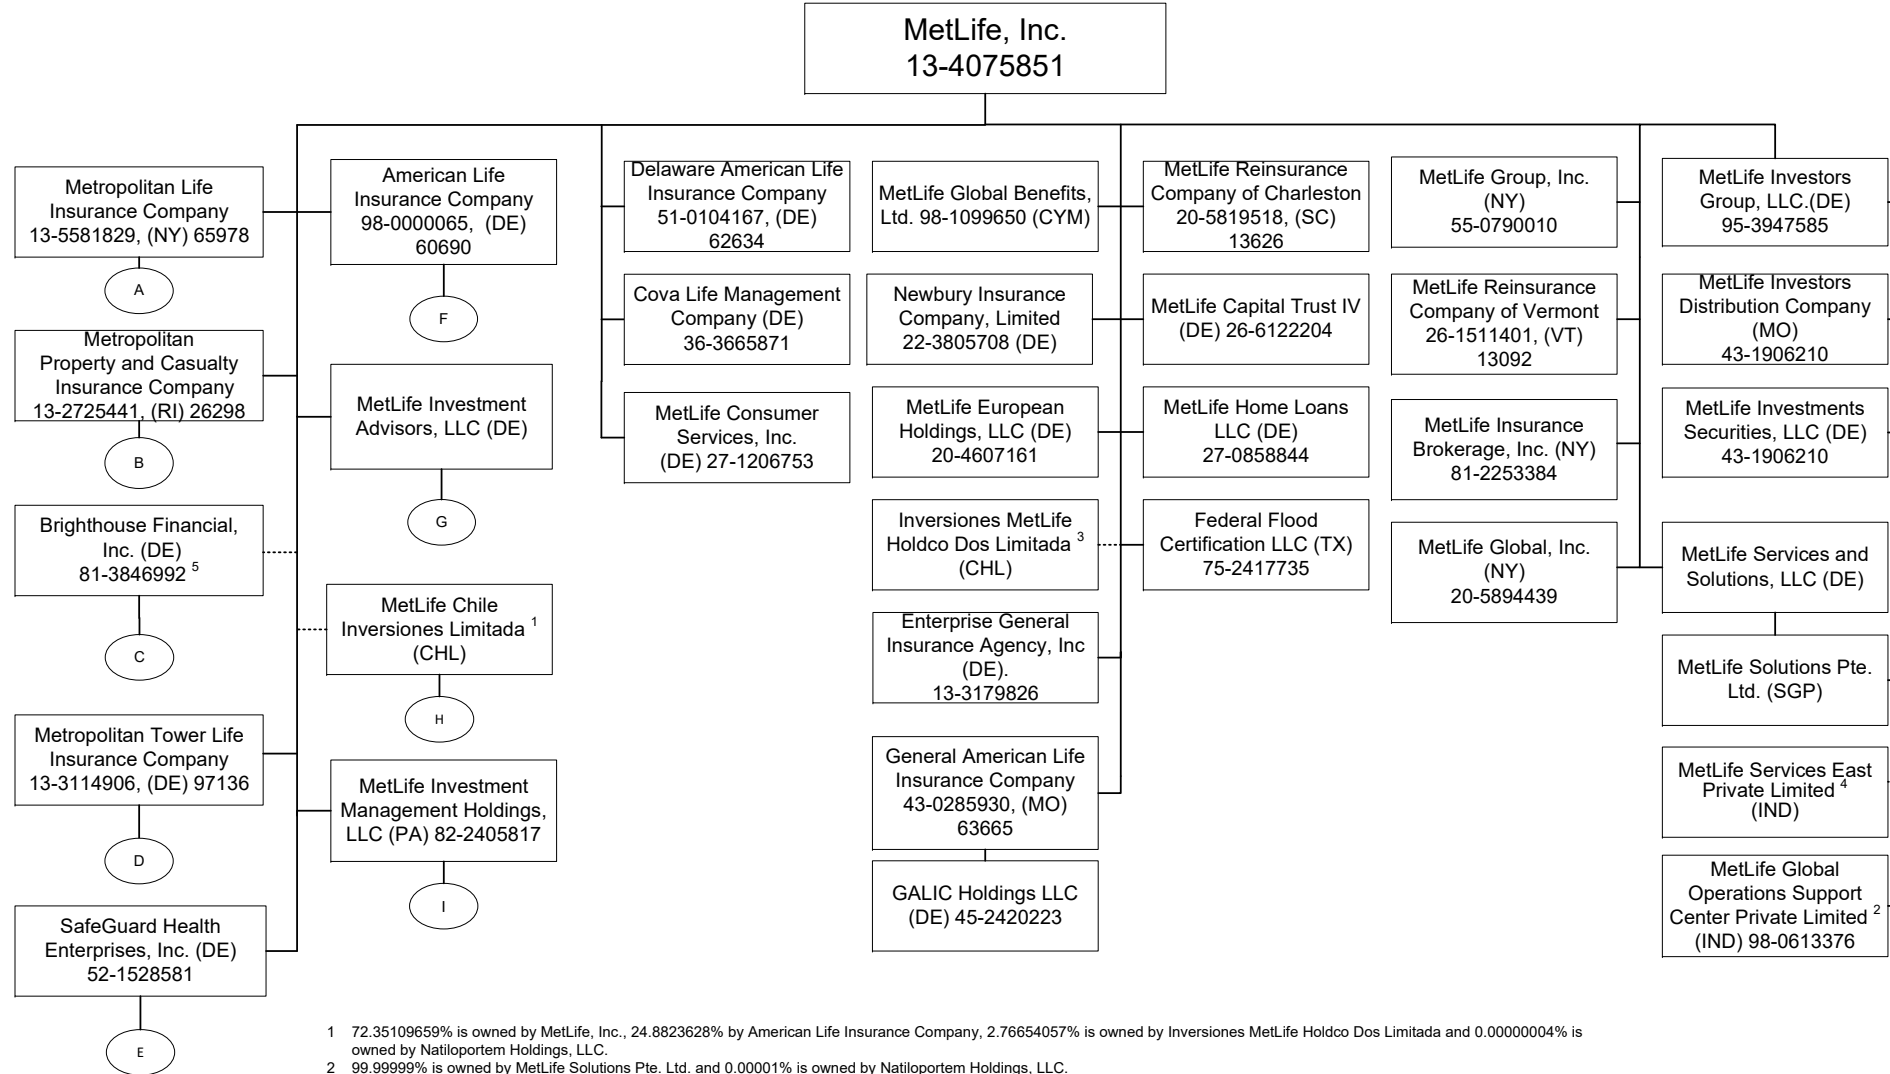 MetLife, Inc.
13-4075851
Metropolitan Life
Insurance Company
13-5581829, (NY) 65978
A
Metropolitan
Property and Casualty
Insurance Company
13-2725441, (RI) 26298
B
Brighthouse Financial,
Inc. (DE)
81-3846992 5
C
Metropolitan Tower Life
Insurance Company
13-3114906, (DE) 97136
D
SafeGuard Health
Enterprises, Inc. (DE)
52-1528581
E
American Life
Insurance Company
98-0000065, (DE)
60690
F
MetLife Investment
Advisors, LLC (DE)
G
MetLife Chile
Inversiones Limitada 1
(CHL)
H
MetLife Investment
Management Holdings,
LLC (PA) 82-2405817
I
Delaware American Life
Insurance Company
51-0104167, (DE)
62634
Cova Life Management
Company (DE)
36-3665871
MetLife Consumer
Services, Inc.
(DE) 27-1206753
MetLife Global Benefits,
Ltd. 98-1099650 (CYM)
Newbury Insurance
Company, Limited
22-3805708 (DE)
MetLife European
Holdings, LLC (DE)
20-4607161
Inversiones MetLife
Holdco Dos Limitada 3
(CHL)
Enterprise General
Insurance Agency, Inc
(DE).
13-3179826
General American Life
Insurance Company
43-0285930, (MO)
63665
GALIC Holdings LLC
(DE) 45-2420223
MetLife Reinsurance
Company of Charleston
20-5819518, (SC)
13626
MetLife Capital Trust IV
(DE) 26-6122204
MetLife Home Loans
LLC (DE)
27-0858844
Federal Flood
Certification LLC (TX)
75-2417735
MetLife Group, Inc.
(NY)
55-0790010
MetLife Reinsurance
Company of Vermont
26-1511401, (VT)
13092
MetLife Insurance
Brokerage, Inc. (NY)
81-2253384
MetLife Global, Inc.
(NY)
20-5894439
MetLife Investors
Group, LLC.(DE)
95-3947585
MetLife Investors
Distribution Company
(MO)
43-1906210
MetLife Investments
Securities, LLC (DE)
43-1906210
MetLife Services and
Solutions, LLC (DE)
MetLife Solutions Pte.
Ltd. (SGP)
MetLife Services East
Private Limited 4
(IND)
MetLife Global
Operations Support
Center Private Limited 2
(IND) 98-0613376
1 72.35109659% is owned by MetLife, Inc., 24.8823628% by American Life Insurance Company, 2.76654057% is owned by Inversiones MetLife Holdco Dos Limitada and 0.00000004% is
owned by Natiloportem Holdings, LLC.
2 99.99999% is owned by MetLife Solutions Pte. Ltd. and 0.00001% is owned by Natiloportem Holdings, LLC.